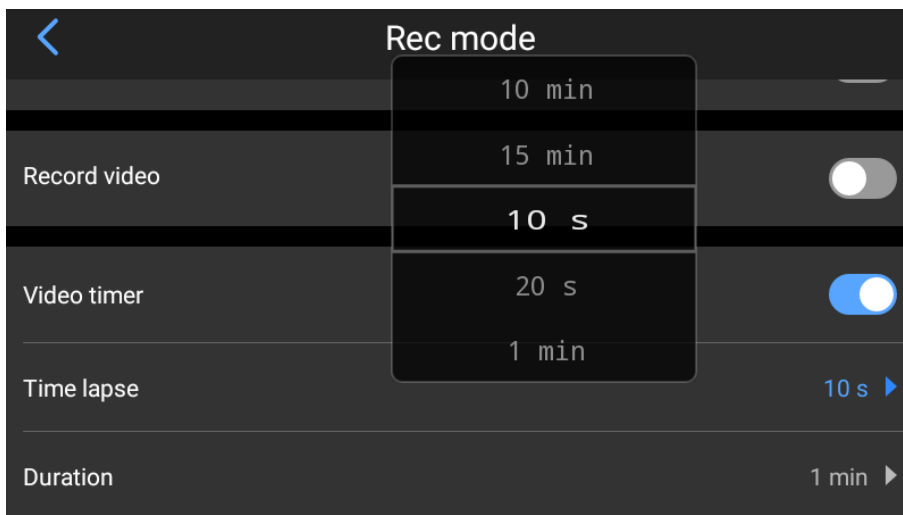 Rec mode
10 min
15 min
Record video
10 s
20 s
Video timer
1 min
Time lapse
10 s
Duration
1 min